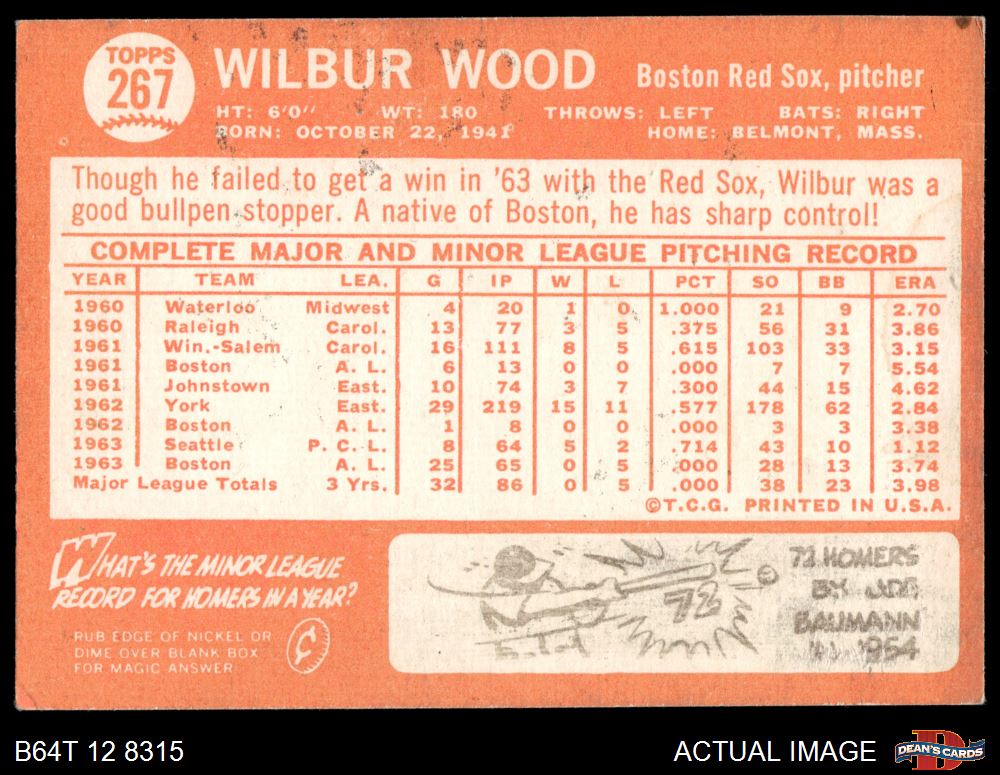 TOPPS
267
WILBUR WOOD Boston Red Sox, pitcher
HT: 6'0" WT: 180 THROWS: LEFT BATS: RIGHT
BORN: OCTOBER 22, 1941 HOME: BELMONT, MASS.
Though he failed to get a win in '63 with the Red Sox, Wilbur was a
good bullpen stopper. A native of Boston, he has sharp control!
COMPLETE MAJOR AND MINOR LEAGUE PITCHING RECORD
YEAR TEAM LEA. G IP W L PCT SO BB ERA
1960 Waterloo Midwest 4 20 1 0 1.000 21 9 2.70
1960 Raleigh Carol. 13 77 3 5 .375 56 31 3.86
1961 Win.-Salem Carol. 16 111 8 5 .615 103 33 3.15
1961 Boston A. L. 6 13 0 0 .000 7 7 5.54
1961 Johnstown East. 10 74 3 7 .300 44 15 4.62
1962 York East. 29 219 15 11 .577 178 62 2.84
1962 Boston A. L. 1 8 0 0 .000 3 3 3.38
1963 Seattle P. C. L. 8 64 5 2 .714 43 10 1.12
1963 Boston A. L. 25 65 0 5 .000 28 13 3.74
Major League Totals 3 Yrs. 32 86 0 5 .000 38 23 3.98
©T.C.G. PRINTED IN U.S.A.
WHAT'S THE MINOR LEAGUE
RECORD FOR HOMERS IN A YEAR?
RUB EDGE OF NICKEL OR
DIME OVER BLANK BOX
FOR MAGIC ANSWER
¢
72
72 HOMERS
BY JOE
BAUMANN
1954
B64T 12 8315
ACTUAL IMAGE
D
DEAN'S CARDS